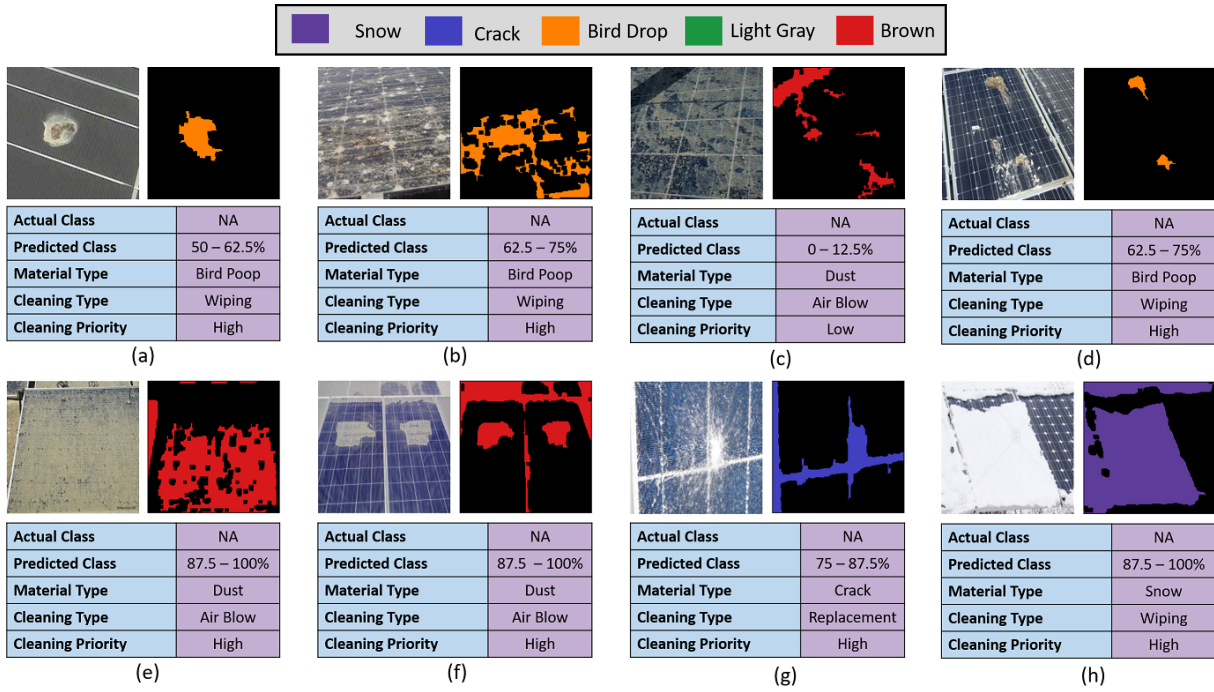 Snow Crack Bird Drop Light Gray Brown
Actual Class NA
Predicted Class 50 – 62.5%
Material Type Bird Poop
Cleaning Type Wiping
Cleaning Priority High
(a)
Actual Class NA
Predicted Class 62.5 – 75%
Material Type Bird Poop
Cleaning Type Wiping
Cleaning Priority High
(b)
Actual Class NA
Predicted Class 0 – 12.5%
Material Type Dust
Cleaning Type Air Blow
Cleaning Priority Low
(c)
Actual Class NA
Predicted Class 62.5 – 75%
Material Type Bird Poop
Cleaning Type Wiping
Cleaning Priority High
(d)
Actual Class NA
Predicted Class 87.5 – 100%
Material Type Dust
Cleaning Type Air Blow
Cleaning Priority High
(e)
Actual Class NA
Predicted Class 87.5 – 100%
Material Type Dust
Cleaning Type Air Blow
Cleaning Priority High
(f)
Actual Class NA
Predicted Class 75 – 87.5%
Material Type Crack
Cleaning Type Replacement
Cleaning Priority High
(g)
Actual Class NA
Predicted Class 87.5 – 100%
Material Type Snow
Cleaning Type Wiping
Cleaning Priority High
(h)